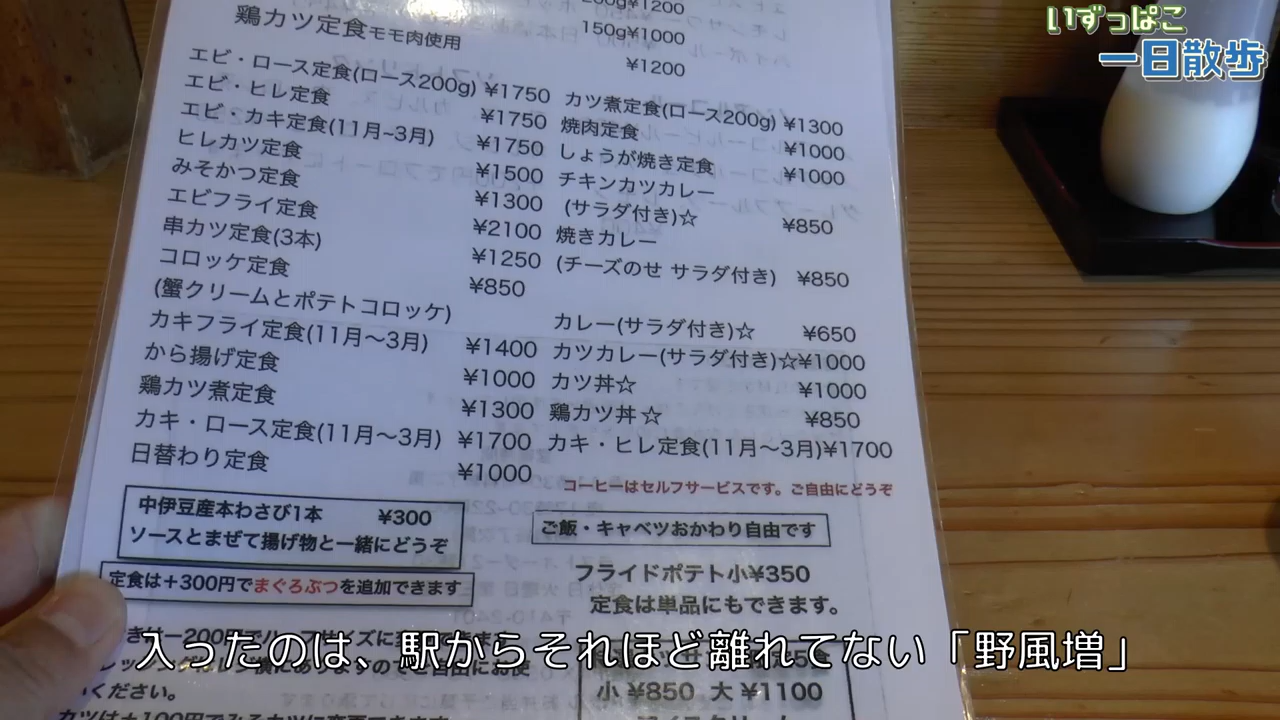 いずっぱこ
一日散歩
200g¥1200
鶏カツ定食モモ肉使用
150g¥1000
¥1200
エビ・ロース定食(ロース200g) ¥1750
エビ・ヒレ定食 ¥1750
エビ・カキ定食(11月~3月) ¥1750
ヒレカツ定食 ¥1500
みそかつ定食 ¥1300
エビフライ定食 ¥2100
串カツ定食(3本) ¥1250
コロッケ定食 ¥850
(蟹クリームとポテトコロッケ)
カキフライ定食(11月〜3月) ¥1400
から揚げ定食 ¥1000
鶏カツ煮定食 ¥1300
カキ・ロース定食(11月〜3月) ¥1700
日替わり定食 ¥1000
カツ煮定食(ロース200g) ¥1300
焼肉定食 ¥1000
しょうが焼き定食 ¥1000
チキンカツカレー
(サラダ付き)☆ ¥850
焼きカレー
(チーズのせ サラダ付き) ¥850
カレー(サラダ付き)☆ ¥650
カツカレー(サラダ付き)☆¥1000
カツ丼☆ ¥1000
鶏カツ丼☆ ¥850
カキ・ヒレ定食(11月〜3月)¥1700
コーヒーはセルフサービスです。ご自由にどうぞ
中伊豆産本わさび1本 ¥300
ソースとまぜて揚げ物と一緒にどうぞ
定食は+300円でまぐろぶつを追加できます
ご飯・キャベツおかわり自由です
フライドポテト小¥350
定食は単品にもできます。
入ったのは、駅からそれほど離れてない「野風増」
ください。
小 ¥850 大 ¥1100